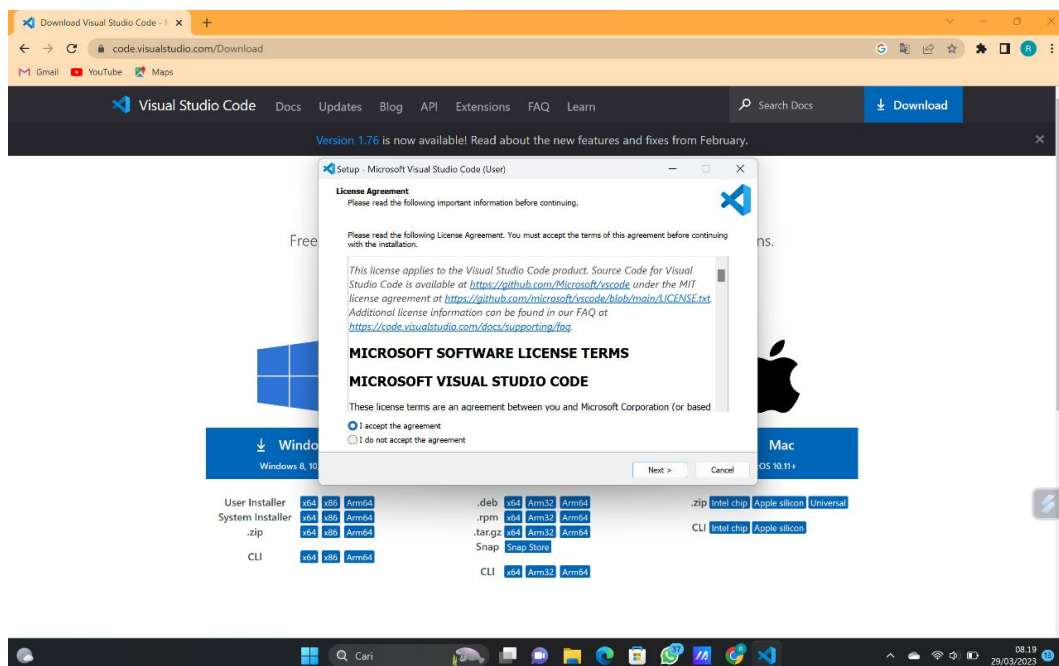 Download Visual Studio Code - M
code.visualstudio.com/Download
Gmail YouTube Maps
Visual Studio Code Docs Updates Blog API Extensions FAQ Learn Search Docs Download
Version 1.76 is now available! Read about the new features and fixes from February.
Setup - Microsoft Visual Studio Code (User)
License Agreement
Please read the following important information before continuing.
Please read the following License Agreement. You must accept the terms of this agreement before continuing
with the installation.
Free
ns.
This license applies to the Visual Studio Code product. Source Code for Visual
Studio Code is available at https://github.com/Microsoft/vscode under the MIT
license agreement at https://github.com/microsoft/vscode/blob/main/LICENSE.txt.
Additional license information can be found in our FAQ at
https://code.visualstudio.com/docs/supporting/faq.
MICROSOFT SOFTWARE LICENSE TERMS
MICROSOFT VISUAL STUDIO CODE
These license terms are an agreement between you and Microsoft Corporation (or based
I accept the agreement
I do not accept the agreement
Next > Cancel
Windo
Windows 8, 10
Mac
OS 10.11+
User Installer x64 x86 Arm64
System Installer x64 x86 Arm64
.zip x64 x86 Arm64
CLI x64 x86 Arm64
.deb x64 Arm32 Arm64
.rpm x64 Arm32 Arm64
.tar.gz x64 Arm32 Arm64
Snap Snap Store
CLI x64 Arm32 Arm64
.zip Intel chip Apple silicon Universal
CLI Intel chip Apple silicon
Cari
37
08.19
29/03/2023